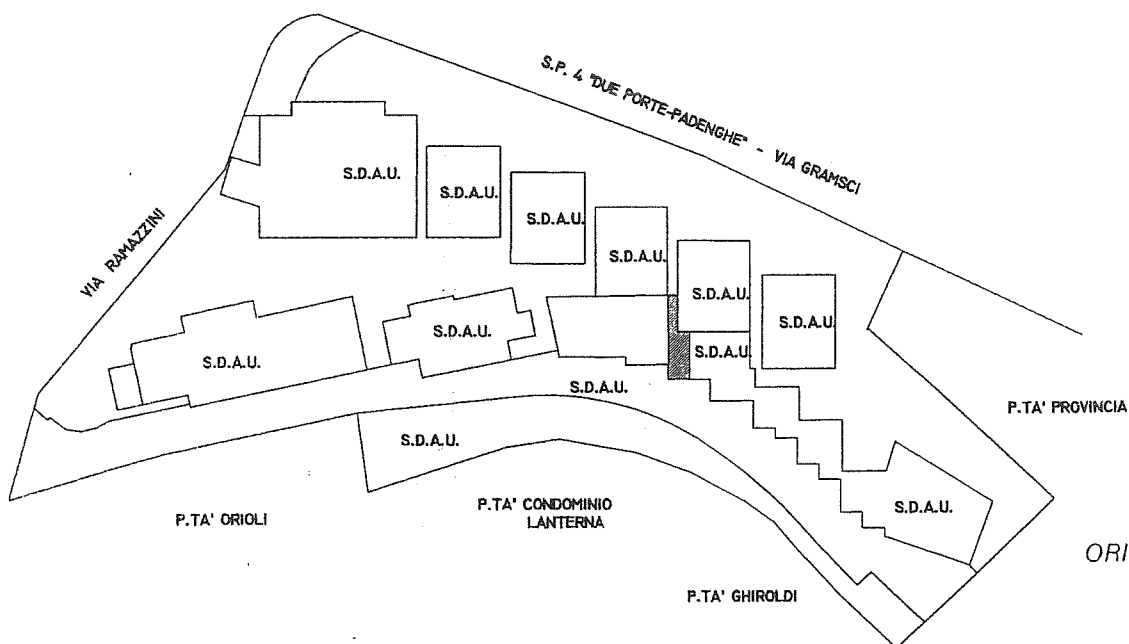 S.P. 4 "DUE PORTE-PADENGHE" - VIA GRAMSCI
VIA RAMAZZINI
S.D.A.U.
S.D.A.U.
S.D.A.U.
S.D.A.U.
S.D.A.U.
S.D.A.U.
S.D.A.U.
S.D.A.U.
S.D.A.U.
S.D.A.U.
S.D.A.U.
P.TA' PROVINCIA
S.D.A.U.
S.D.A.U.
P.TA' ORIOLI
P.TA' CONDOMINIO
LANTERNA
P.TA' GHIROLDI
ORI